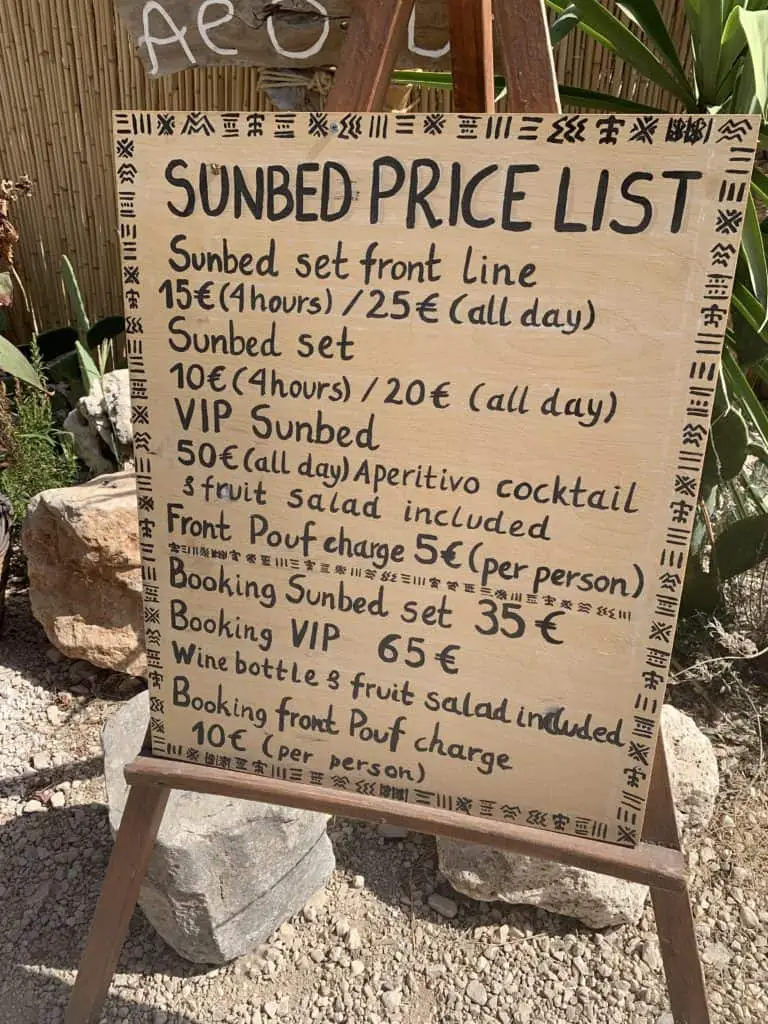 SUNBED PRICE LIST
Sunbed set front line
15€ (4hours) / 25€ (all day)
Sunbed set
10€ (4hours) / 20€ (all day)
VIP Sunbed
50€ (all day) Aperitivo cocktail
& fruit salad included
Front Pouf charge 5€ (per person)
Booking Sunbed set 35€
Booking VIP 65€
Wine bottle & fruit salad included
Booking front Pouf charge
10€ (per person)